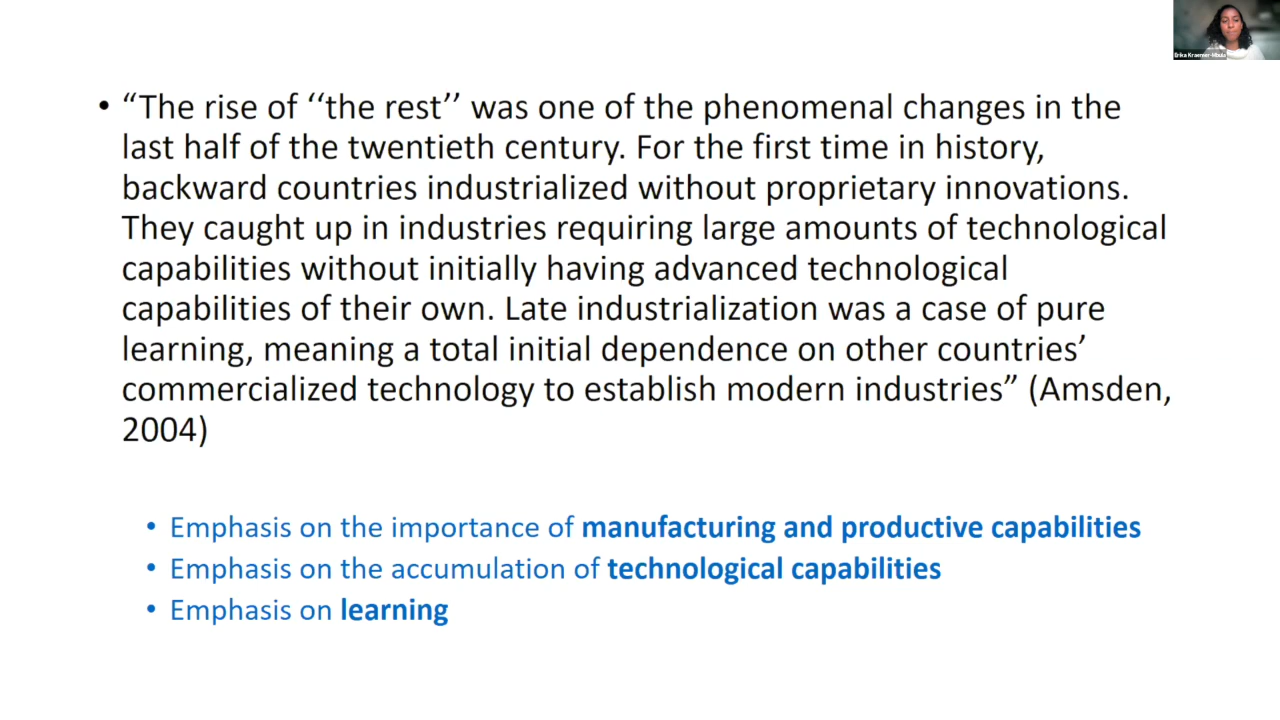 Erika Kraemer-Mbula
• “The rise of ‘‘the rest’’ was one of the phenomenal changes in the
last half of the twentieth century. For the first time in history,
backward countries industrialized without proprietary innovations.
They caught up in industries requiring large amounts of technological
capabilities without initially having advanced technological
capabilities of their own. Late industrialization was a case of pure
learning, meaning a total initial dependence on other countries’
commercialized technology to establish modern industries” (Amsden,
2004)
• Emphasis on the importance of manufacturing and productive capabilities
• Emphasis on the accumulation of technological capabilities
• Emphasis on learning